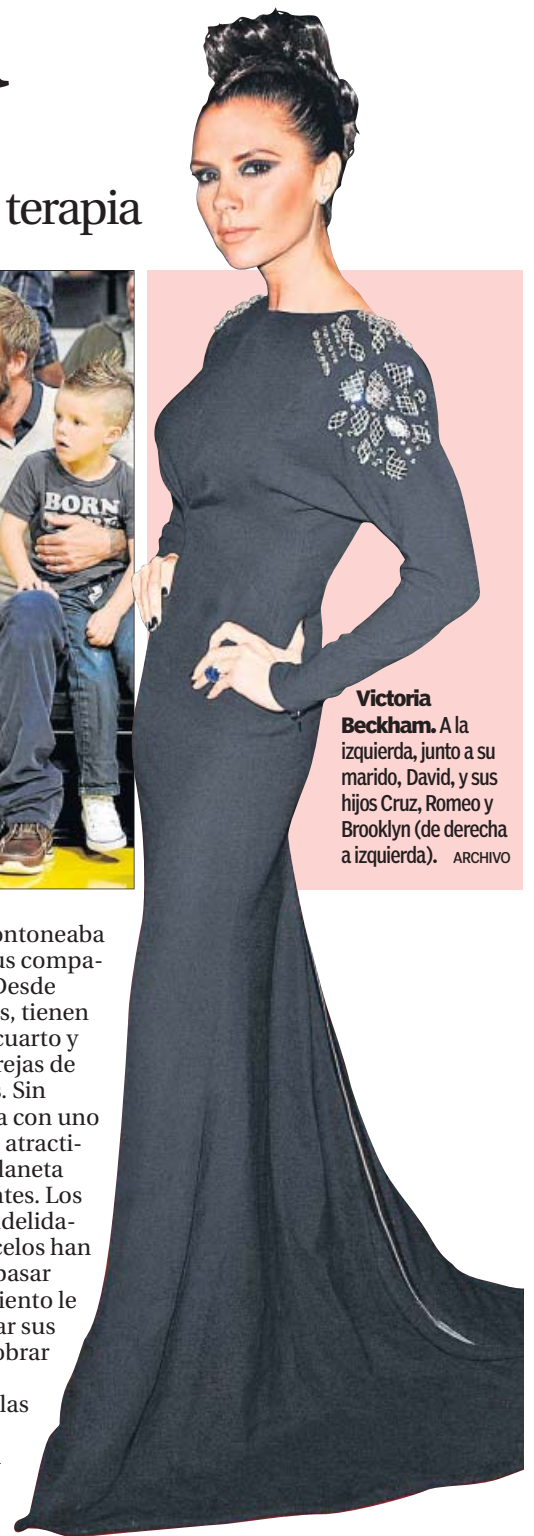 terapia
BORN
Victoria
Beckham. A la
izquierda, junto a su
marido, David, y sus
hijos Cruz, Romeo y
Brooklyn (de derecha
a izquierda). ARCHIVO
ontoneaba
us compa-
Desde
s, tienen
cuarto y
rejas de
s. Sin
a con uno
atracti-
laneta
ntes. Los
delida-
celos han
pasar
iento le
ar sus
obrar
las